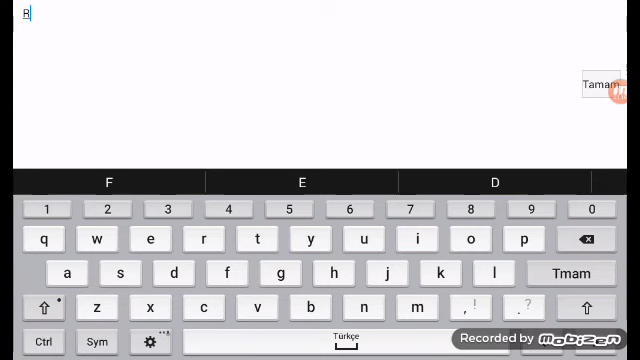 R
Tamam
F E D
1 2 3 4 5 6 7 8 9 0
q w e r t y u i o p
a s d f g h j k l Tmam
z x c v b n m , ! . ?
Ctrl Sym Türkçe
Recorded by mobizen